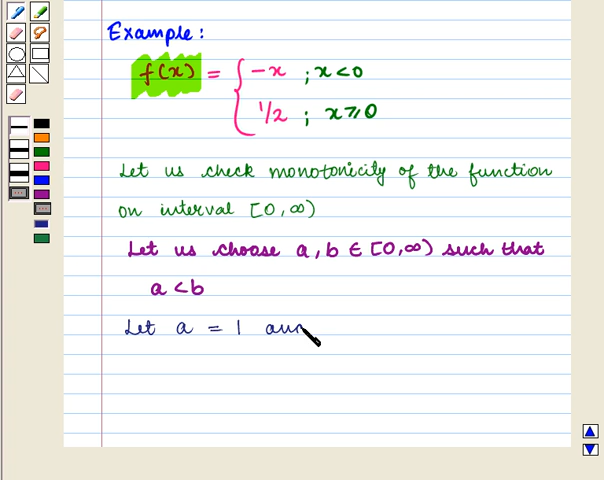 Example :
f(x) = { -x ; x < 0
1/2 ; x ≥ 0
Let us check monotonicity of the function
on interval [0, ∞)
Let us choose a, b ∈ [0, ∞) such that
a < b
Let a = 1